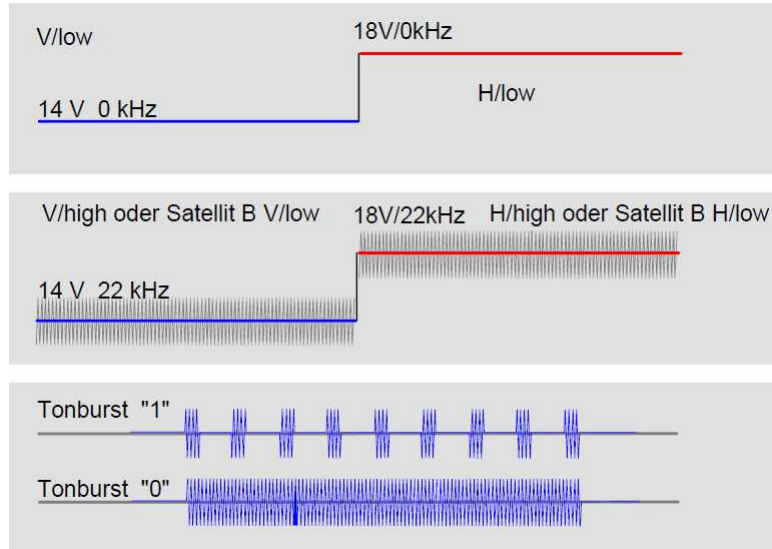 V/low
18V/0kHz
H/low
14 V 0 kHz
V/high oder Satellit B V/low
18V/22kHz
H/high oder Satellit B H/low
14 V 22 kHz
Tonburst "1"
Tonburst "0"